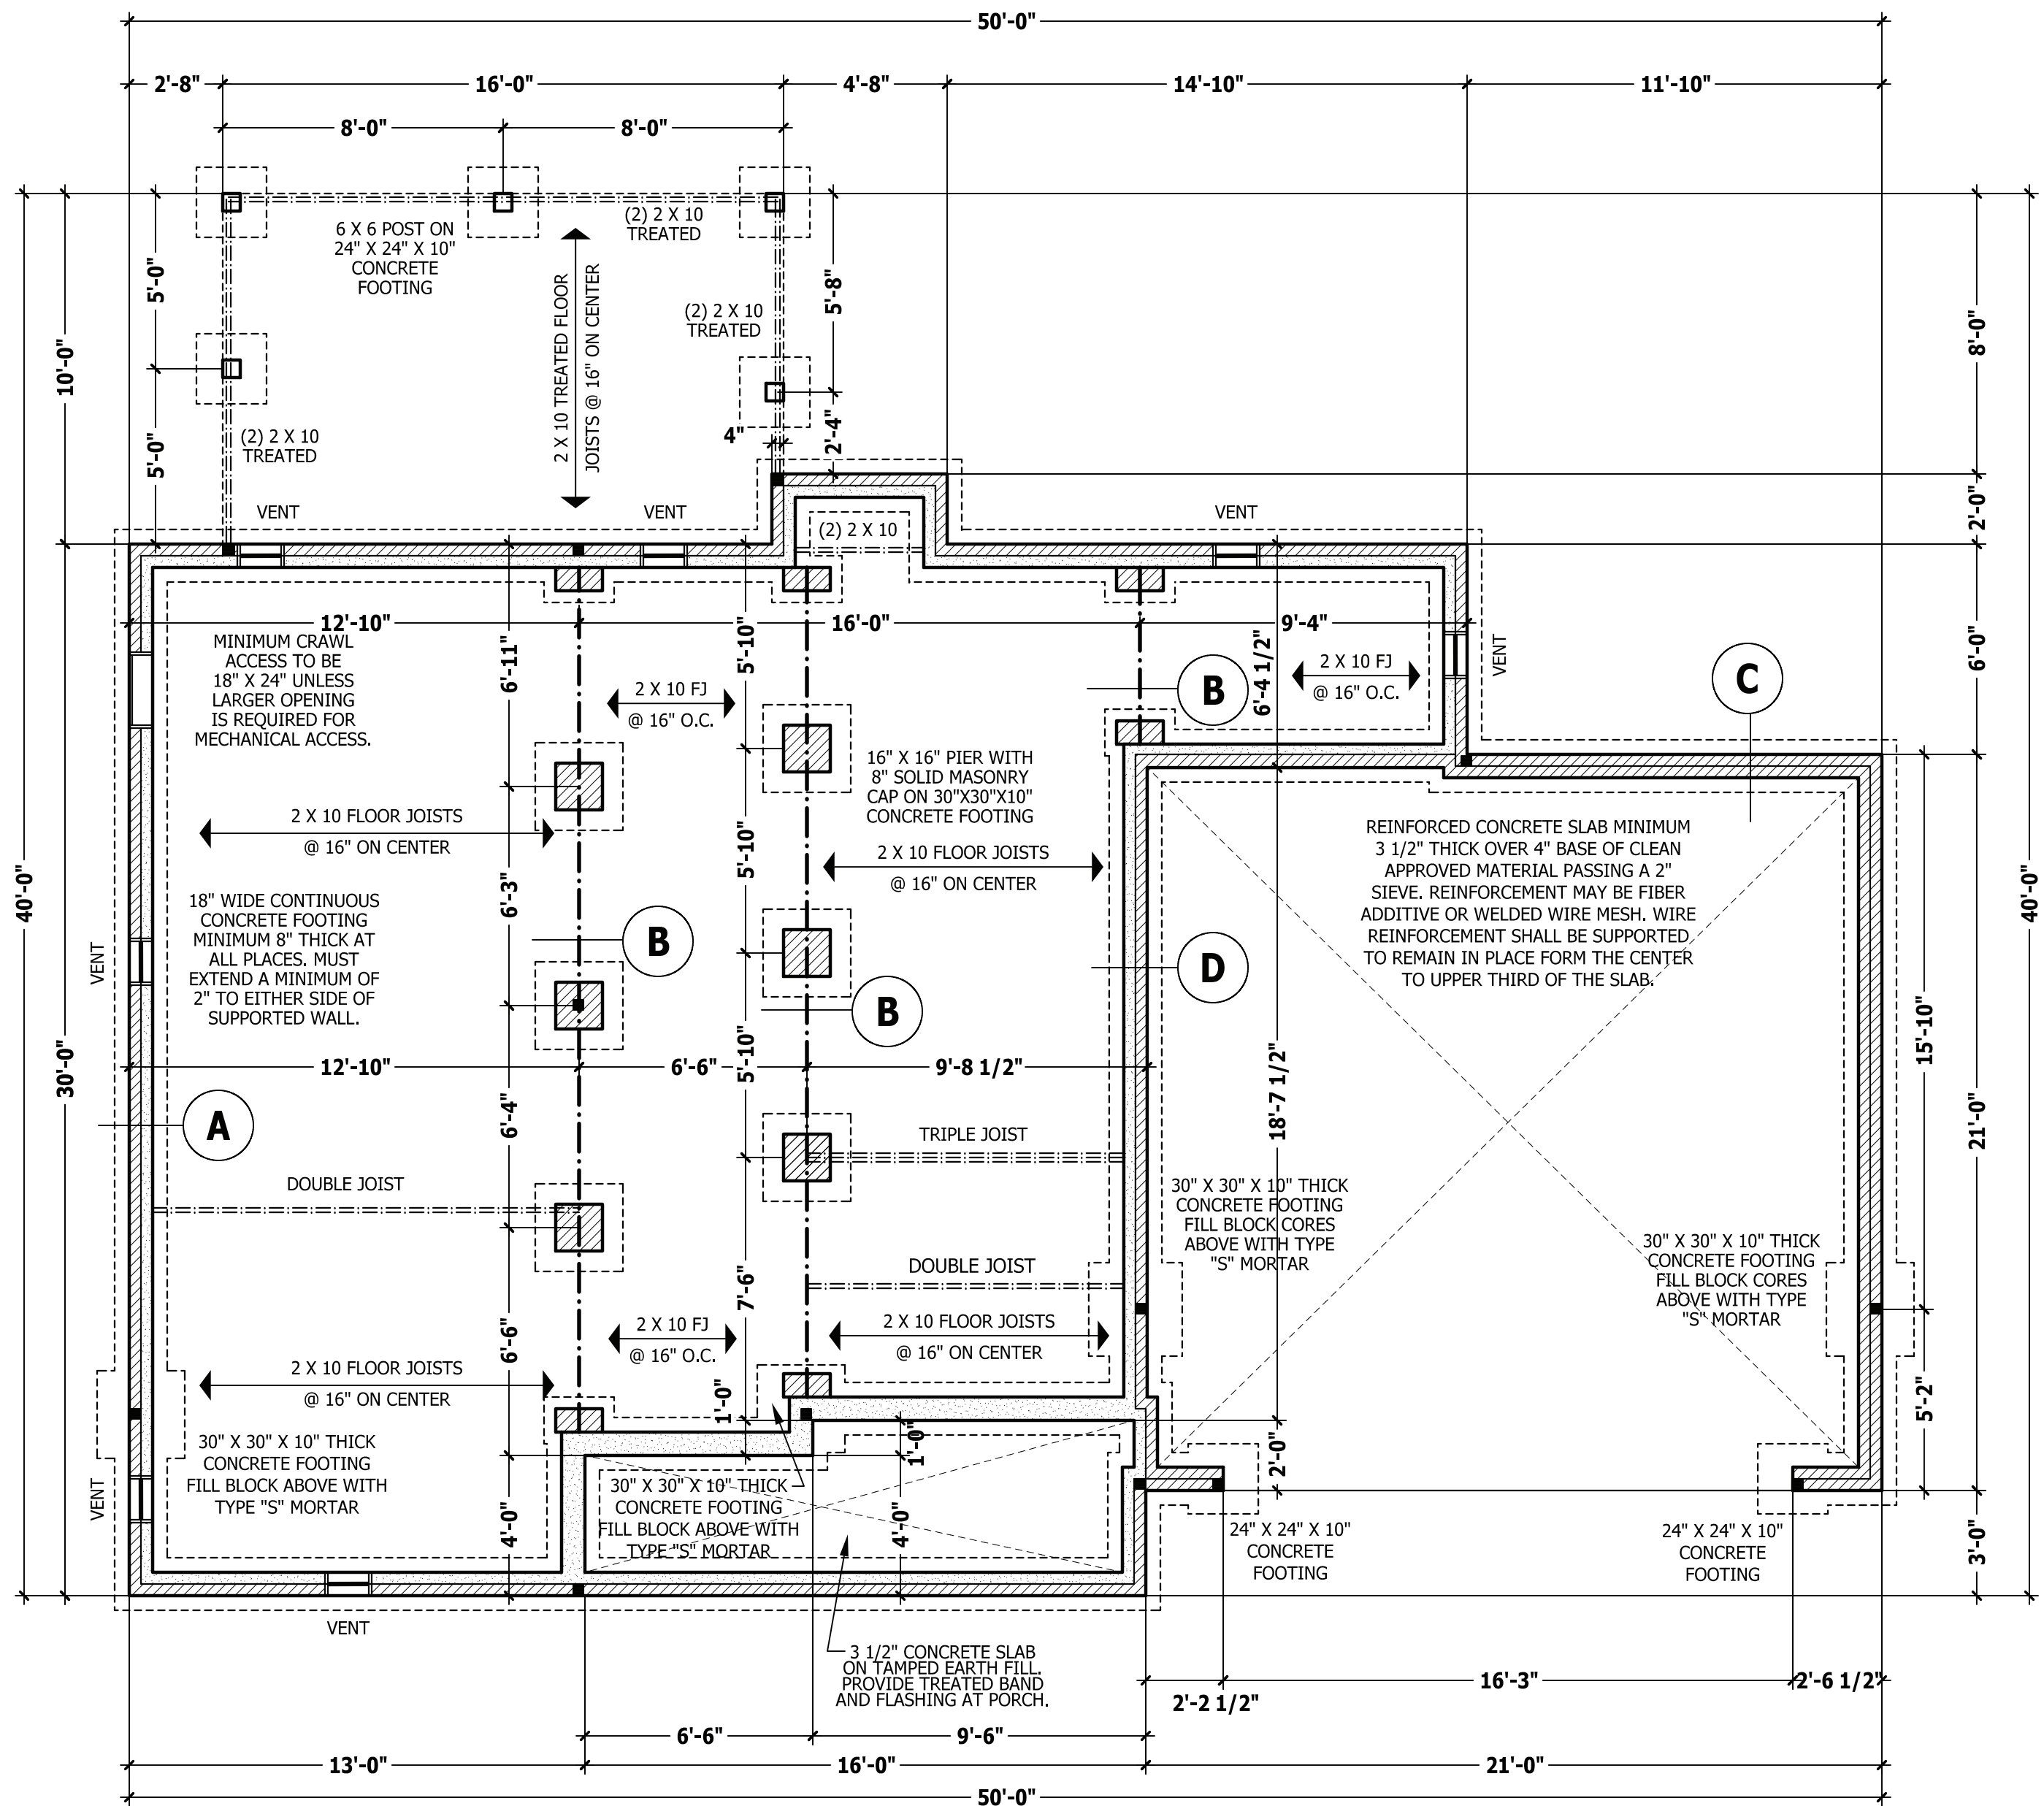 50'-0"
2'-8"
16'-0"
4'-8"
14'-10"
11'-10"
8'-0"
8'-0"
6 X 6 POST ON
24" X 24" X 10"
CONCRETE
FOOTING
(2) 2 X 10
TREATED
5'-0"
5'-8"
8'-0"
10'-0"
2 X 10 TREATED FLOOR
JOISTS @ 16" ON CENTER
(2) 2 X 10
TREATED
5'-0"
(2) 2 X 10
TREATED
4"
2'-4"
2'-0"
VENT
VENT
VENT
(2) 2 X 10
12'-10"
16'-0"
9'-4"
MINIMUM CRAWL
ACCESS TO BE
18" X 24" UNLESS
LARGER OPENING
IS REQUIRED FOR
MECHANICAL ACCESS.
6'-11"
5'-10"
2 X 10 FJ
@ 16" O.C.
B
6'-4 1/2"
2 X 10 FJ
@ 16" O.C.
VENT
C
6'-0"
16" X 16" PIER WITH
8" SOLID MASONRY
CAP ON 30"X30"X10"
CONCRETE FOOTING
2 X 10 FLOOR JOISTS
@ 16" ON CENTER
5'-10"
2 X 10 FLOOR JOISTS
@ 16" ON CENTER
REINFORCED CONCRETE SLAB MINIMUM
3 1/2" THICK OVER 4" BASE OF CLEAN
APPROVED MATERIAL PASSING A 2"
SIEVE. REINFORCEMENT MAY BE FIBER
ADDITIVE OR WELDED WIRE MESH. WIRE
REINFORCEMENT SHALL BE SUPPORTED
TO REMAIN IN PLACE FORM THE CENTER
TO UPPER THIRD OF THE SLAB.
40'-0"
40'-0"
6'-3"
18" WIDE CONTINUOUS
CONCRETE FOOTING
MINIMUM 8" THICK AT
ALL PLACES. MUST
EXTEND A MINIMUM OF
2" TO EITHER SIDE OF
SUPPORTED WALL.
VENT
B
B
D
30'-0"
12'-10"
6'-6"
5'-10"
9'-8 1/2"
18'-7 1/2"
15'-10"
21'-0"
A
6'-4"
TRIPLE JOIST
DOUBLE JOIST
30" X 30" X 10" THICK
CONCRETE FOOTING
FILL BLOCK CORES
ABOVE WITH TYPE
"S" MORTAR
30" X 30" X 10" THICK
CONCRETE FOOTING
FILL BLOCK CORES
ABOVE WITH TYPE
"S" MORTAR
DOUBLE JOIST
7'-6"
6'-6"
2 X 10 FJ
@ 16" O.C.
2 X 10 FLOOR JOISTS
@ 16" ON CENTER
2 X 10 FLOOR JOISTS
@ 16" ON CENTER
1'-0"
1'-0"
5'-2"
2'-0"
30" X 30" X 10" THICK
CONCRETE FOOTING
FILL BLOCK ABOVE WITH
TYPE "S" MORTAR
VENT
4'-0"
30" X 30" X 10" THICK
CONCRETE FOOTING
FILL BLOCK ABOVE WITH
TYPE "S" MORTAR
4'-0"
24" X 24" X 10"
CONCRETE
FOOTING
24" X 24" X 10"
CONCRETE
FOOTING
3'-0"
VENT
3 1/2" CONCRETE SLAB
ON TAMPED EARTH FILL.
PROVIDE TREATED BAND
AND FLASHING AT PORCH.
16'-3"
2'-6 1/2"
2'-2 1/2"
6'-6"
9'-6"
13'-0"
16'-0"
21'-0"
50'-0"